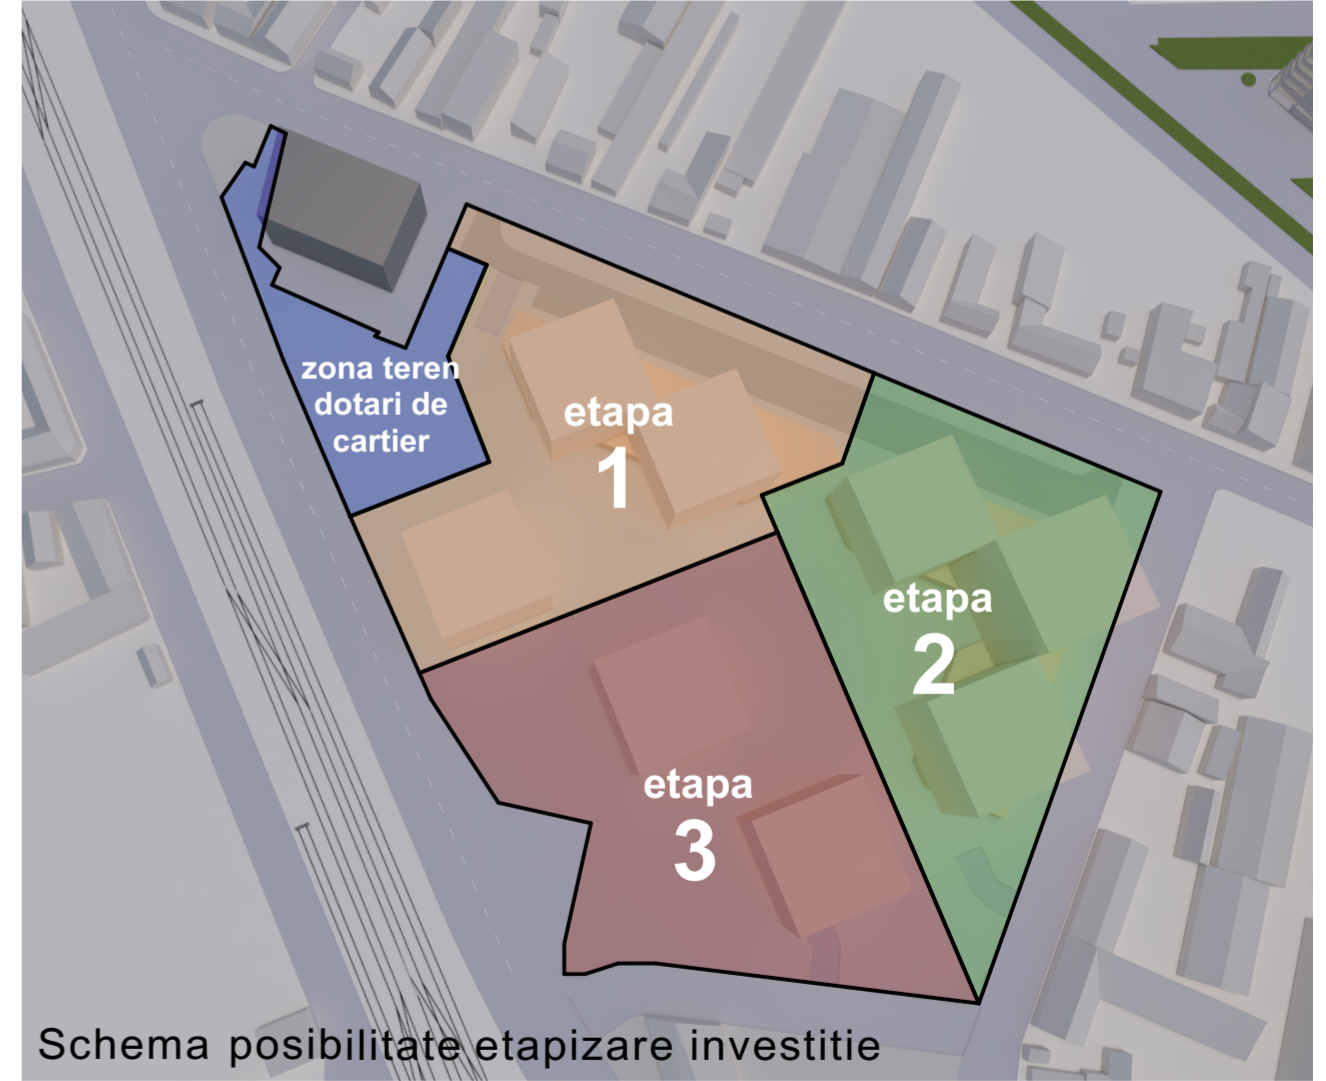 zona teren
dotari de
cartier
etapa
1
etapa
2
etapa
3
Schema posibilitate etapizare investitie